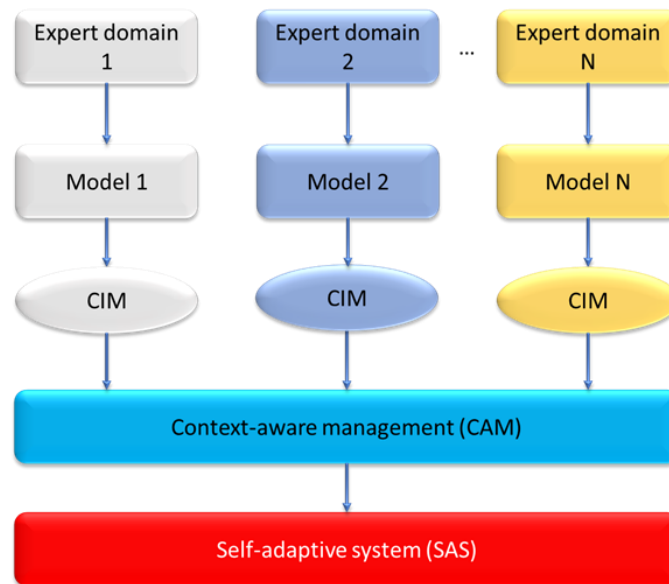 Expert domain
1
Expert domain
2
...
Expert domain
N
Model 1
Model 2
Model N
CIM
CIM
CIM
Context-aware management (CAM)
Self-adaptive system (SAS)